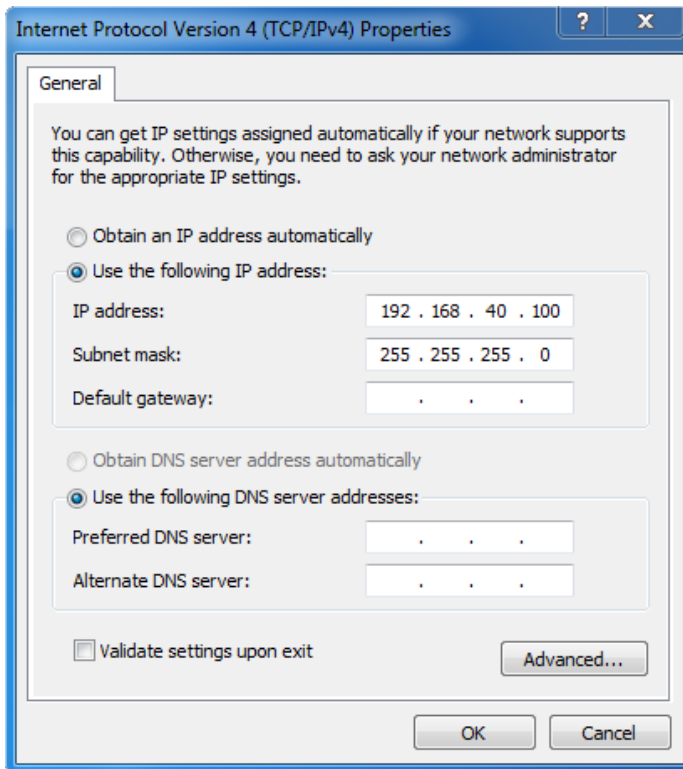 Internet Protocol Version 4 (TCP/IPv4) Properties
? X
General
You can get IP settings assigned automatically if your network supports
this capability. Otherwise, you need to ask your network administrator
for the appropriate IP settings.
Obtain an IP address automatically
Use the following IP address:
IP address: 192 . 168 . 40 . 100
Subnet mask: 255 . 255 . 255 . 0
Default gateway: . . .
Obtain DNS server address automatically
Use the following DNS server addresses:
Preferred DNS server: . . .
Alternate DNS server: . . .
Validate settings upon exit
Advanced...
OK Cancel